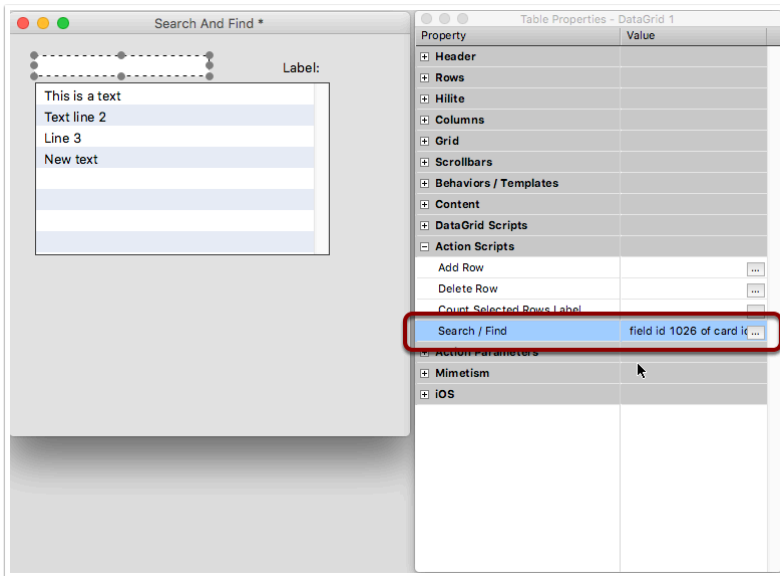 Search And Find *
Label:
This is a text
Text line 2
Line 3
New text
Table Properties - DataGrid 1
Property Value
Header
Rows
Hilite
Columns
Grid
Scrollbars
Behaviors / Templates
Content
DataGrid Scripts
Action Scripts
Add Row ...
Delete Row ...
Count Selected Rows Label ...
Search / Find field id 1026 of card id ...
Action Parameters
Mimetism
iOS